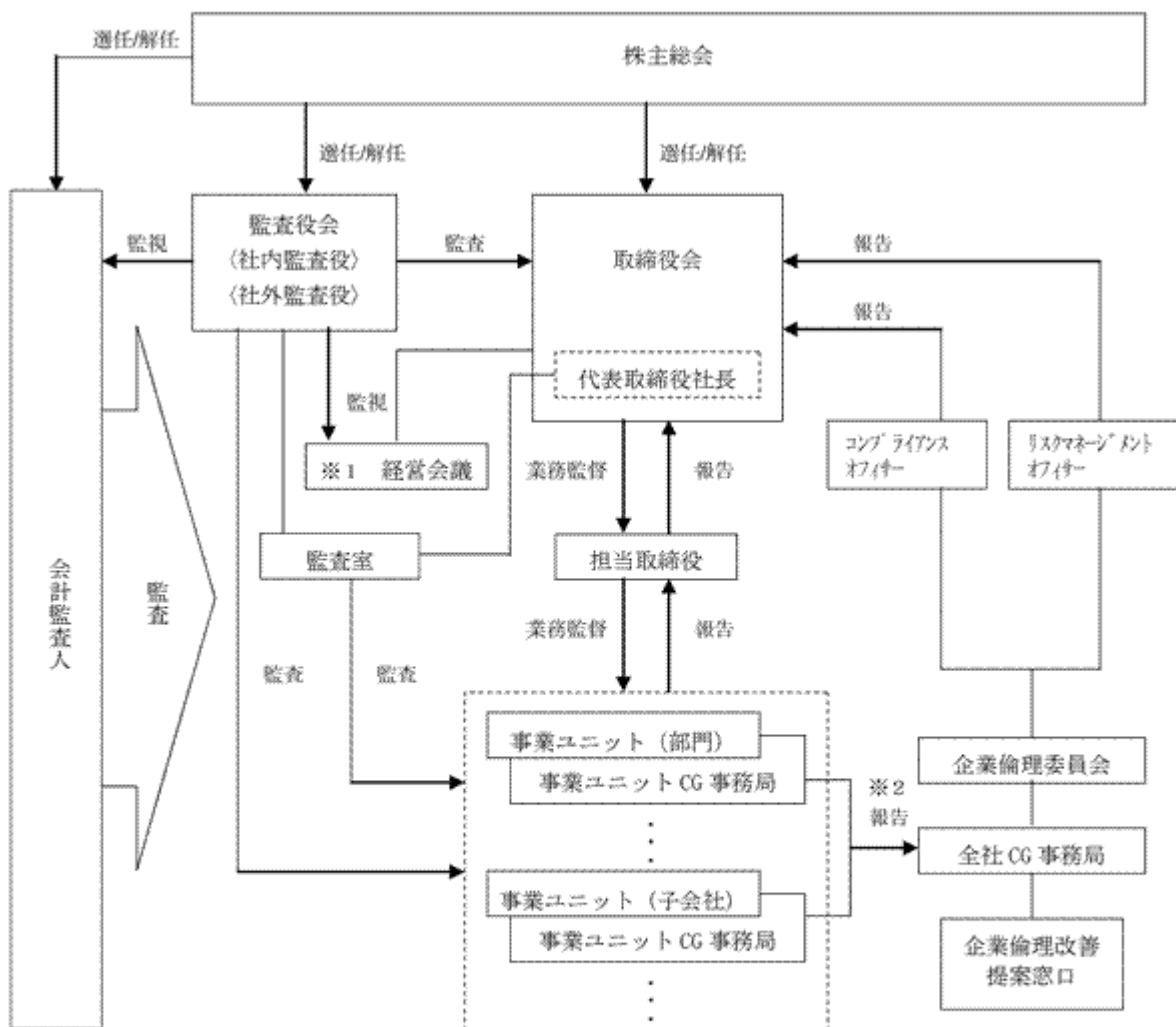 選任/解任
株主総会
選任/解任
選任/解任
監査役会
〈社内監査役〉
〈社外監査役〉
監視
監査
取締役会
報告
報告
代表取締役社長
監視
※1 経営会議
業務監督
報告
コンプライアンス
オフィサー
リスクマネージメント
オフィサー
監査室
担当取締役
会計監査人
監査
業務監督
報告
監査
監査
事業ユニット（部門）
事業ユニット CG 事務局
・
・
・
事業ユニット（子会社）
事業ユニット CG 事務局
・
・
・
※2
報告
企業倫理委員会
全社 CG 事務局
企業倫理改善
提案窓口